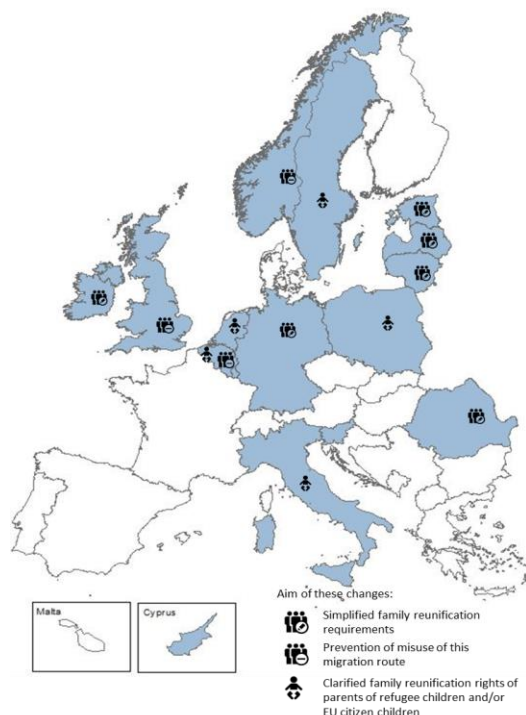 Malta
Cyprus
Aim of these changes:
Simplified family reunification
requirements
Prevention of misuse of this
migration route
Clarified family reunification rights of
parents of refugee children and/or
EU citizen children